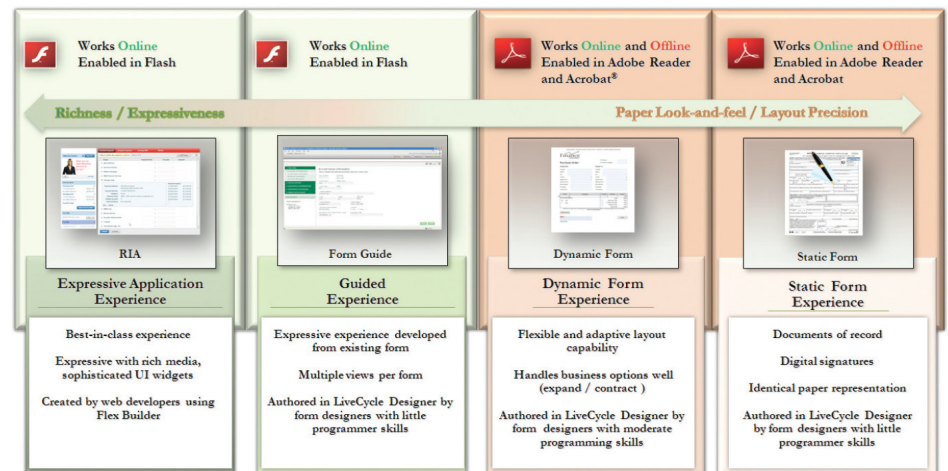 Works Online
Enabled in Flash
Works Online
Enabled in Flash
Works Online and Offline
Enabled in Adobe Reader
and Acrobat®
Works Online and Offline
Enabled in Adobe Reader
and Acrobat
Richness / Expressiveness
Paper Look-and-feel / Layout Precision
RIA
Form Guide
Dynamic Form
Static Form
Expressive Application
Experience
Guided
Experience
Dynamic Form
Experience
Static Form
Experience
Best-in-class experience
Expressive with rich media,
sophisticated UI widgets
Created by web developers using
Flex Builder
Expressive experience developed
from existing form
Multiple views per form
Authored in LiveCycle Designer by
form designers with little
programmer skills
Flexible and adaptive layout
capability
Handles business options well
(expand / contract )
Authored in LiveCycle Designer by
form designers with moderate
programming skills
Documents of record
Digital signatures
Identical paper representation
Authored in LiveCycle Designer
by form designers with little
programmer skills